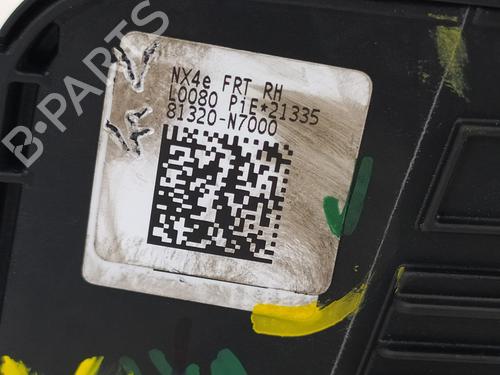 NX4e FRT RH
L0080 PiE*21335
81320-N7000
B-PARTS